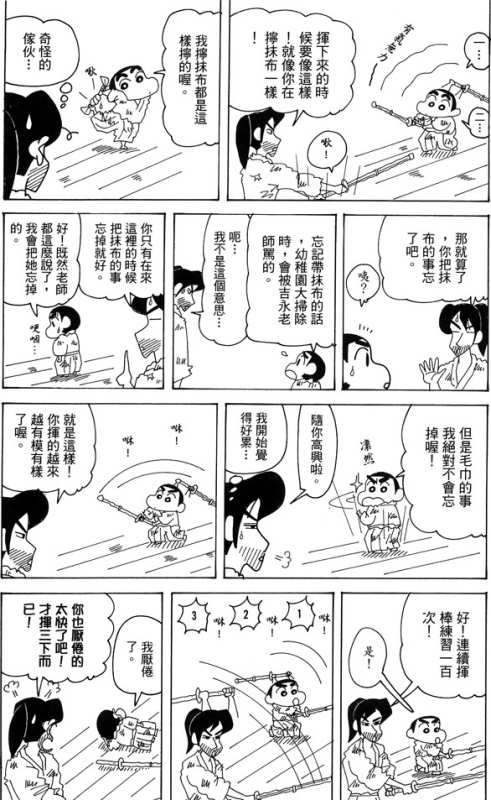 一…
二…
有氣無力
揮下來的時
候要像這樣
！就像你在
擰抹布一樣
！
啾！
我擰抹布都是這
樣擰的喔。
啾
奇怪的
傢伙…
那就算了
，你把抹
布的事忘
了吧。
咦？
忘記帶抹布的話
，幼稚園大掃除
時，會被吉永老
師罵的。
呃…
我不是這個意思…
你只有在來
這裡的時候
把抹布的事
忘掉就好。
好！既然老師
都這麼說了，
我會把她忘掉
的。
哽咽…
但是毛巾的事
我絕對不會忘
掉喔！
凜然
隨你高興啦。
我開始覺
得好累…
咻！
咻！
就是這樣！
你揮的越來
越有模有樣
了喔。
好！連續揮
棒練習一百
次！
是！
1
咻！
2
咻！
3
咻！
我厭倦
了。
你也厭倦的
太快了吧！
才揮三下而
已！